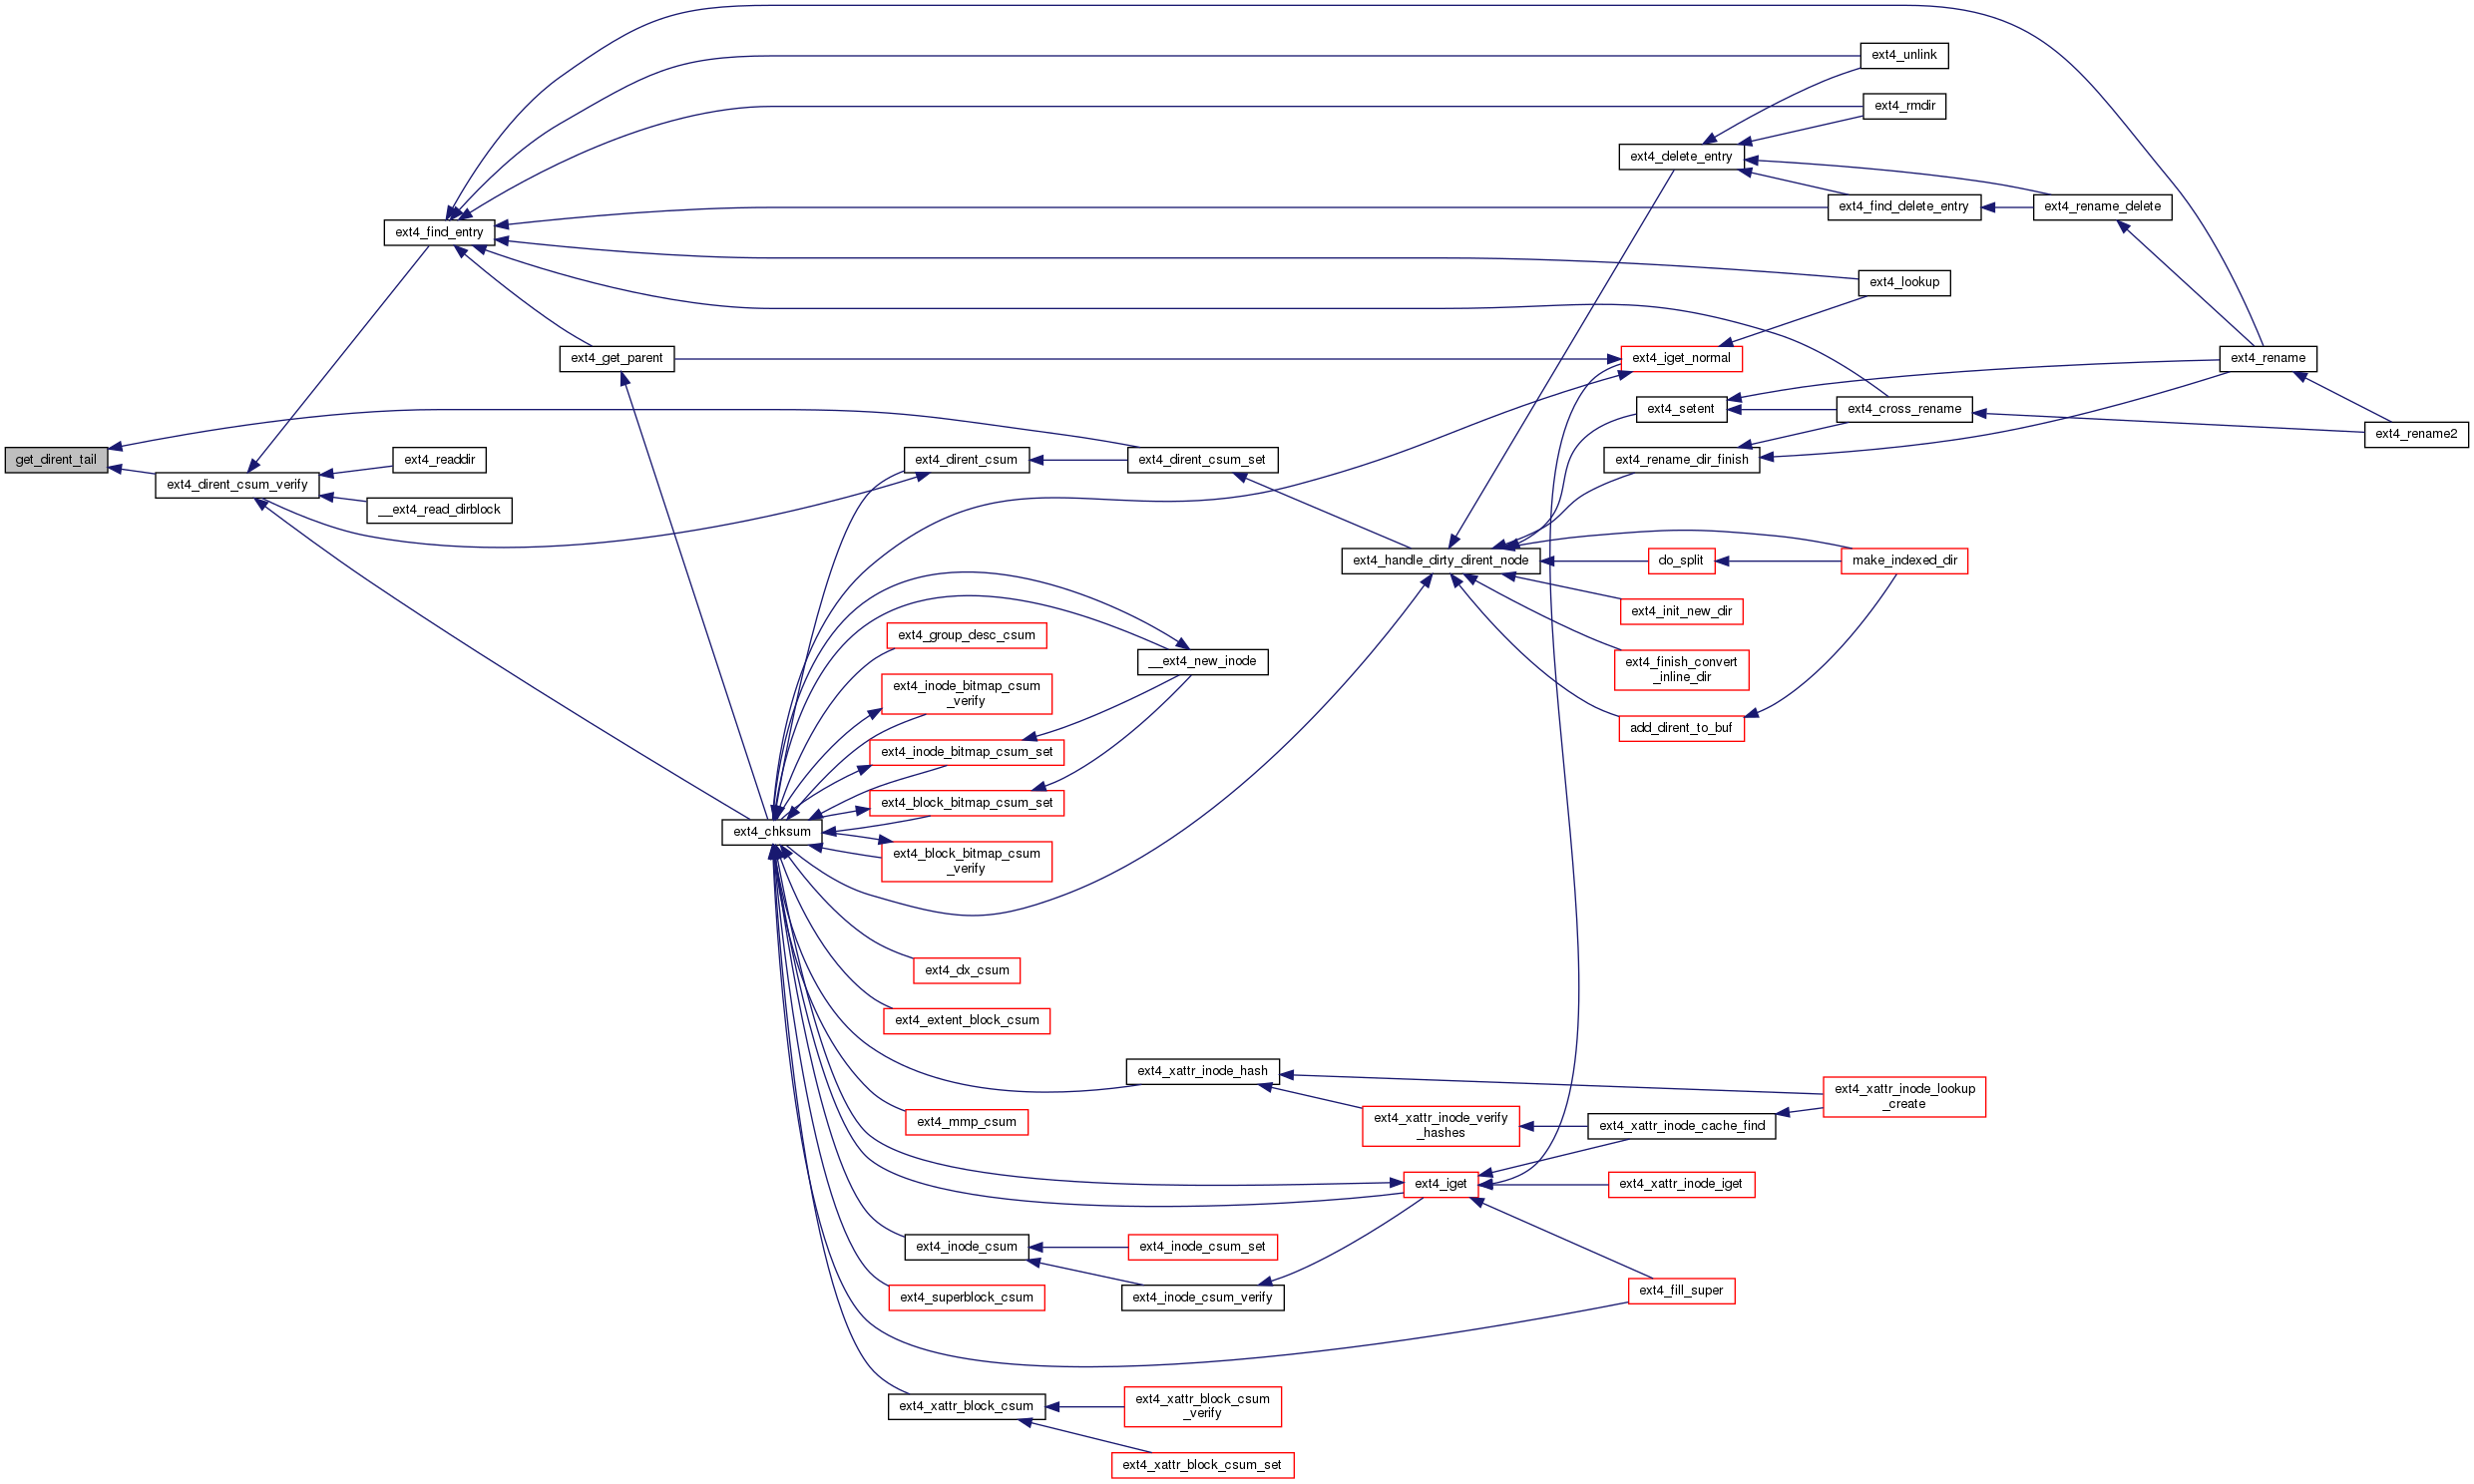 ext4_unlink
ext4_rmdir
ext4_delete_entry
ext4_find_delete_entry
ext4_rename_delete
ext4_find_entry
ext4_lookup
ext4_get_parent
ext4_iget_normal
ext4_rename
ext4_setent
ext4_cross_rename
ext4_rename2
get_dirent_tail
ext4_readdir
ext4_dirent_csum
ext4_dirent_csum_set
ext4_rename_dir_finish
ext4_dirent_csum_verify
__ext4_read_dirblock
ext4_handle_dirty_dirent_node
do_split
make_indexed_dir
ext4_init_new_dir
ext4_group_desc_csum
__ext4_new_inode
ext4_finish_convert
_inline_dir
ext4_inode_bitmap_csum
_verify
add_dirent_to_buf
ext4_inode_bitmap_csum_set
ext4_block_bitmap_csum_set
ext4_chksum
ext4_block_bitmap_csum
_verify
ext4_dx_csum
ext4_extent_block_csum
ext4_xattr_inode_hash
ext4_xattr_inode_lookup
_create
ext4_mmp_csum
ext4_xattr_inode_verify
_hashes
ext4_xattr_inode_cache_find
ext4_iget
ext4_xattr_inode_iget
ext4_inode_csum
ext4_inode_csum_set
ext4_superblock_csum
ext4_inode_csum_verify
ext4_fill_super
ext4_xattr_block_csum
ext4_xattr_block_csum
_verify
ext4_xattr_block_csum_set